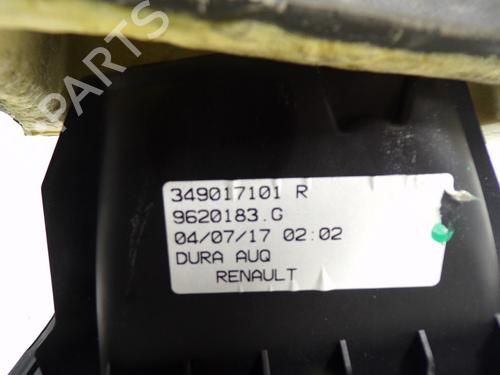 B-PARTS
349017101 R
9620183.G
04/07/17 02:02
DURA AUQ
RENAULT